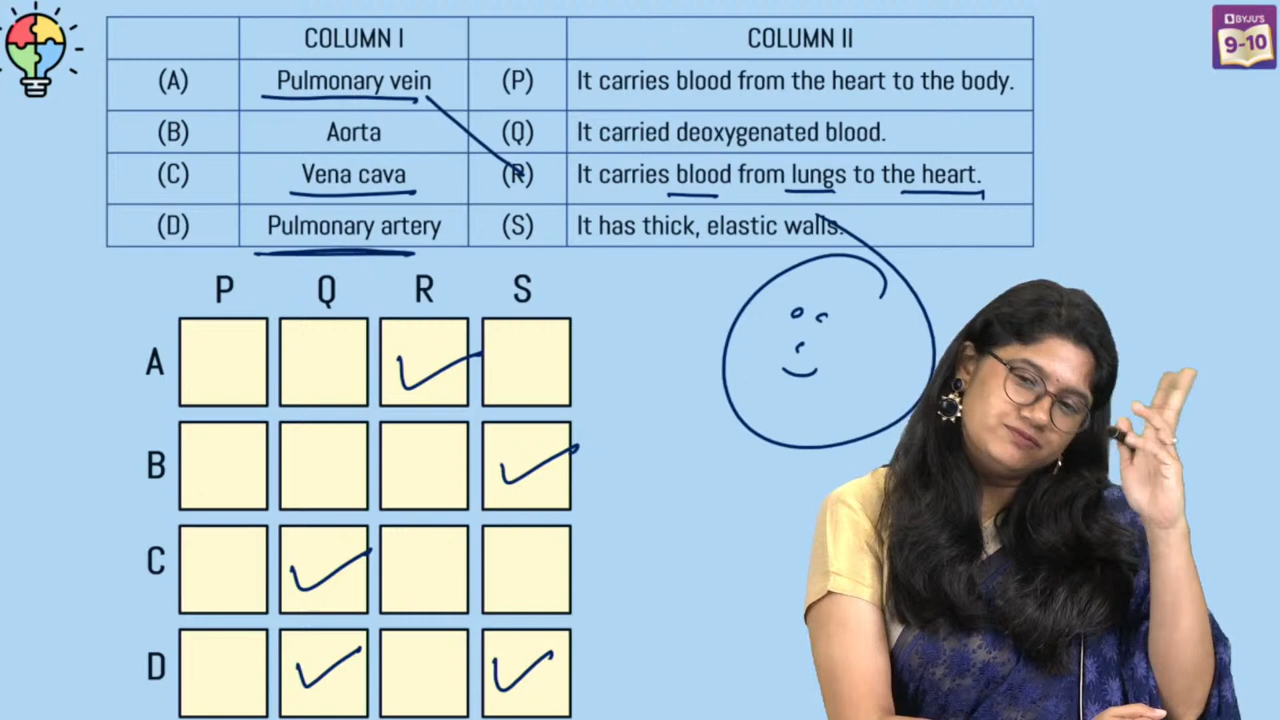 BYJU'S
9-10
COLUMN I COLUMN II
(A) Pulmonary vein (P) It carries blood from the heart to the body.
(B) Aorta (Q) It carried deoxygenated blood.
(C) Vena cava (R) It carries blood from lungs to the heart.
(D) Pulmonary artery (S) It has thick, elastic walls.
P Q R S
A
B
C
D